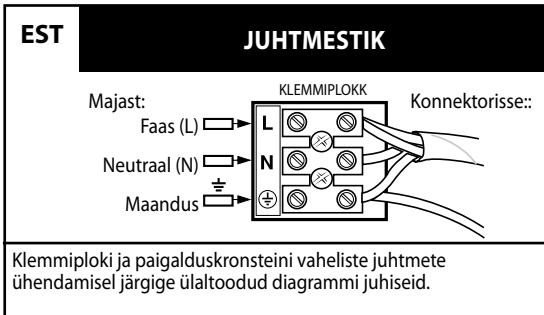 EST
JUHTMESTIK
KLEMMIPLOKK
Majast:
Konnektorisse::
Faas (L)
L
Neutraal (N)
N
Maandus
Klemmiploki ja paigalduskronsteini vaheliste juhtmete
ühendamisel järgige ülaltoodud diagrammi juhiseid.